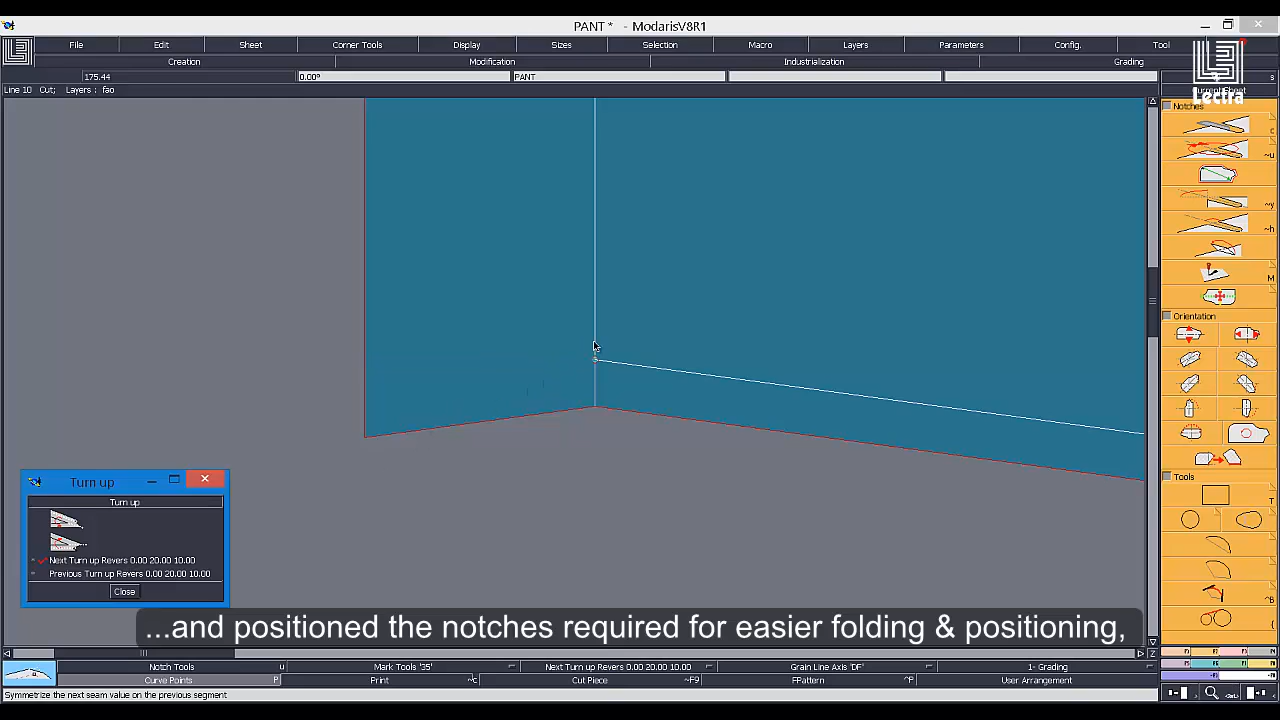 PANT * - ModarisV8R1
File Edit Sheet Corner Tools Display Sizes Selection Macro Layers Parameters Config. Tool
Creation Modification Industrialization Grading
175.44 0.00° PANT
Line 10 Cut; Layers : fao
Lectra
Notches
c
~u
~y
~h
M
Orientation
Tools
T
~B
Turn up
Turn up
Next Turn up Revers 0.00 20.00 10.00
Previous Turn up Revers 0.00 20.00 10.00
Close
...and positioned the notches required for easier folding & positioning,
Notch Tools u Mark Tools '35' Next Turn up Revers 0.00 20.00 10.00 Grain Line Axis 'DF' 1- Grading
Curve Points P Print ~c Cut Piece ~F9 FPattern ^P User Arrangement
Symmetrize the next seam value on the previous segment